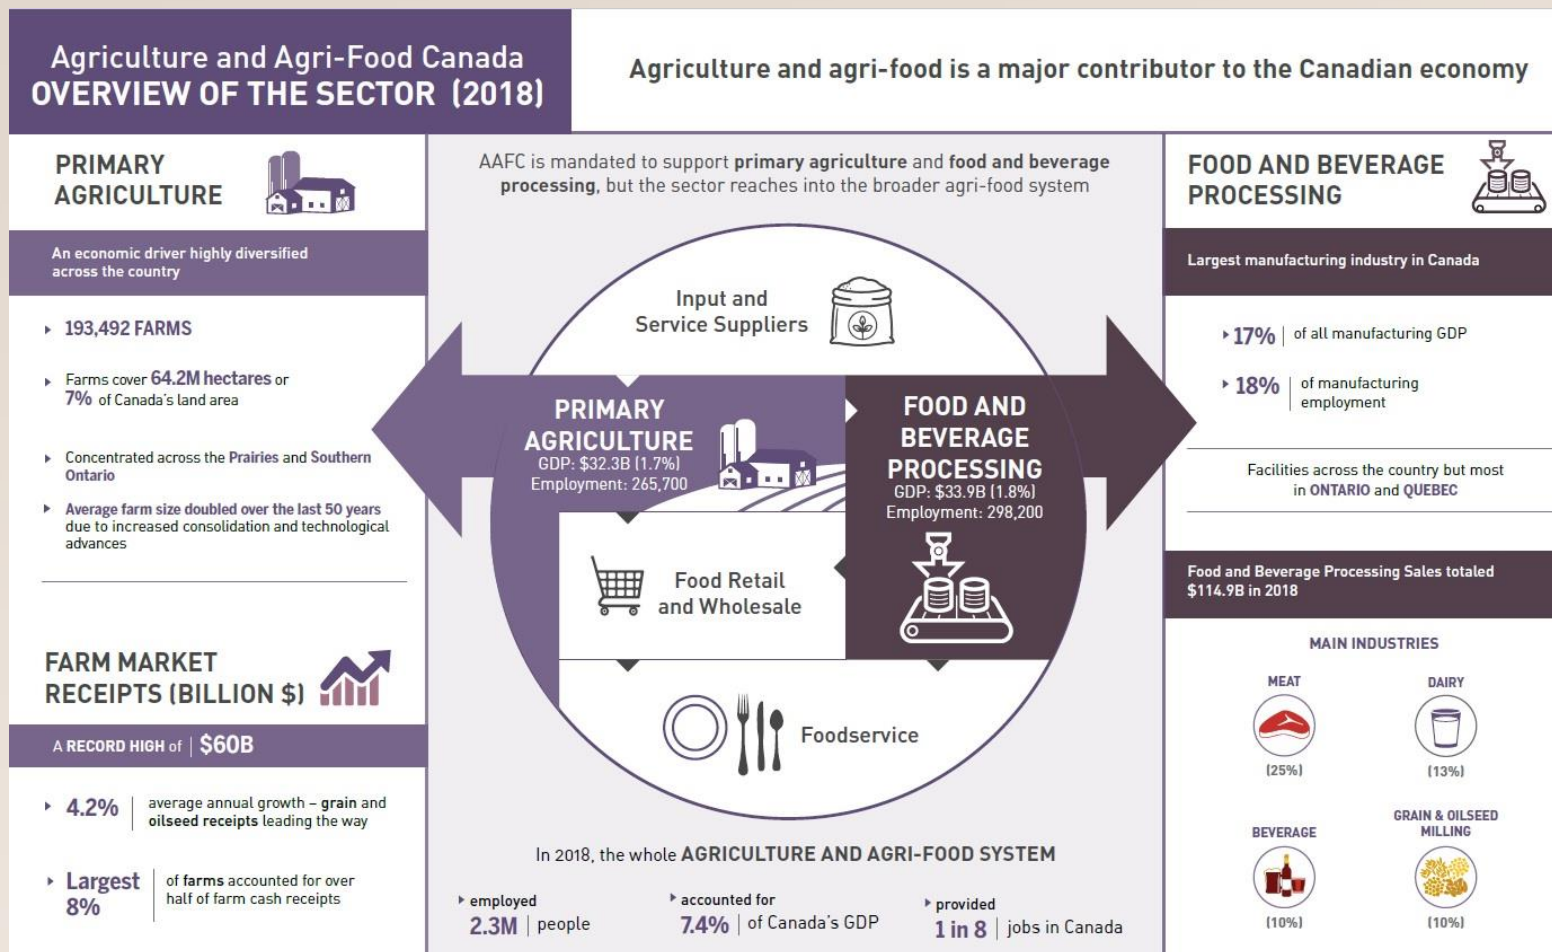 Agriculture and Agri-Food Canada
OVERVIEW OF THE SECTOR (2018)
Agriculture and agri-food is a major contributor to the Canadian economy
PRIMARY
AGRICULTURE
An economic driver highly diversified
across the country
193,492 FARMS
Farms cover 64.2M hectares or
7% of Canada's land area
Concentrated across the Prairies and Southern
Ontario
Average farm size doubled over the last 50 years
due to increased consolidation and technological
advances
FARM MARKET
RECEIPTS (BILLION $)
A RECORD HIGH of | $60B
4.2% | average annual growth – grain and
oilseed receipts leading the way
Largest
8%
of farms accounted for over
half of farm cash receipts
AAFC is mandated to support primary agriculture and food and beverage
processing, but the sector reaches into the broader agri-food system
Input and
Service Suppliers
PRIMARY
AGRICULTURE
GDP: $32.3B (1.7%)
Employment: 265,700
FOOD AND
BEVERAGE
PROCESSING
GDP: $33.9B (1.8%)
Employment: 298,200
Food Retail
and Wholesale
Foodservice
In 2018, the whole AGRICULTURE AND AGRI-FOOD SYSTEM
employed
2.3M | people
accounted for
7.4% | of Canada's GDP
provided
1 in 8 | jobs in Canada
FOOD AND BEVERAGE
PROCESSING
Largest manufacturing industry in Canada
17% | of all manufacturing GDP
18% | of manufacturing
employment
Facilities across the country but most
in ONTARIO and QUEBEC
Food and Beverage Processing Sales totaled
$114.9B in 2018
MAIN INDUSTRIES
MEAT
(25%)
DAIRY
(13%)
BEVERAGE
(10%)
GRAIN & OILSEED
MILLING
(10%)